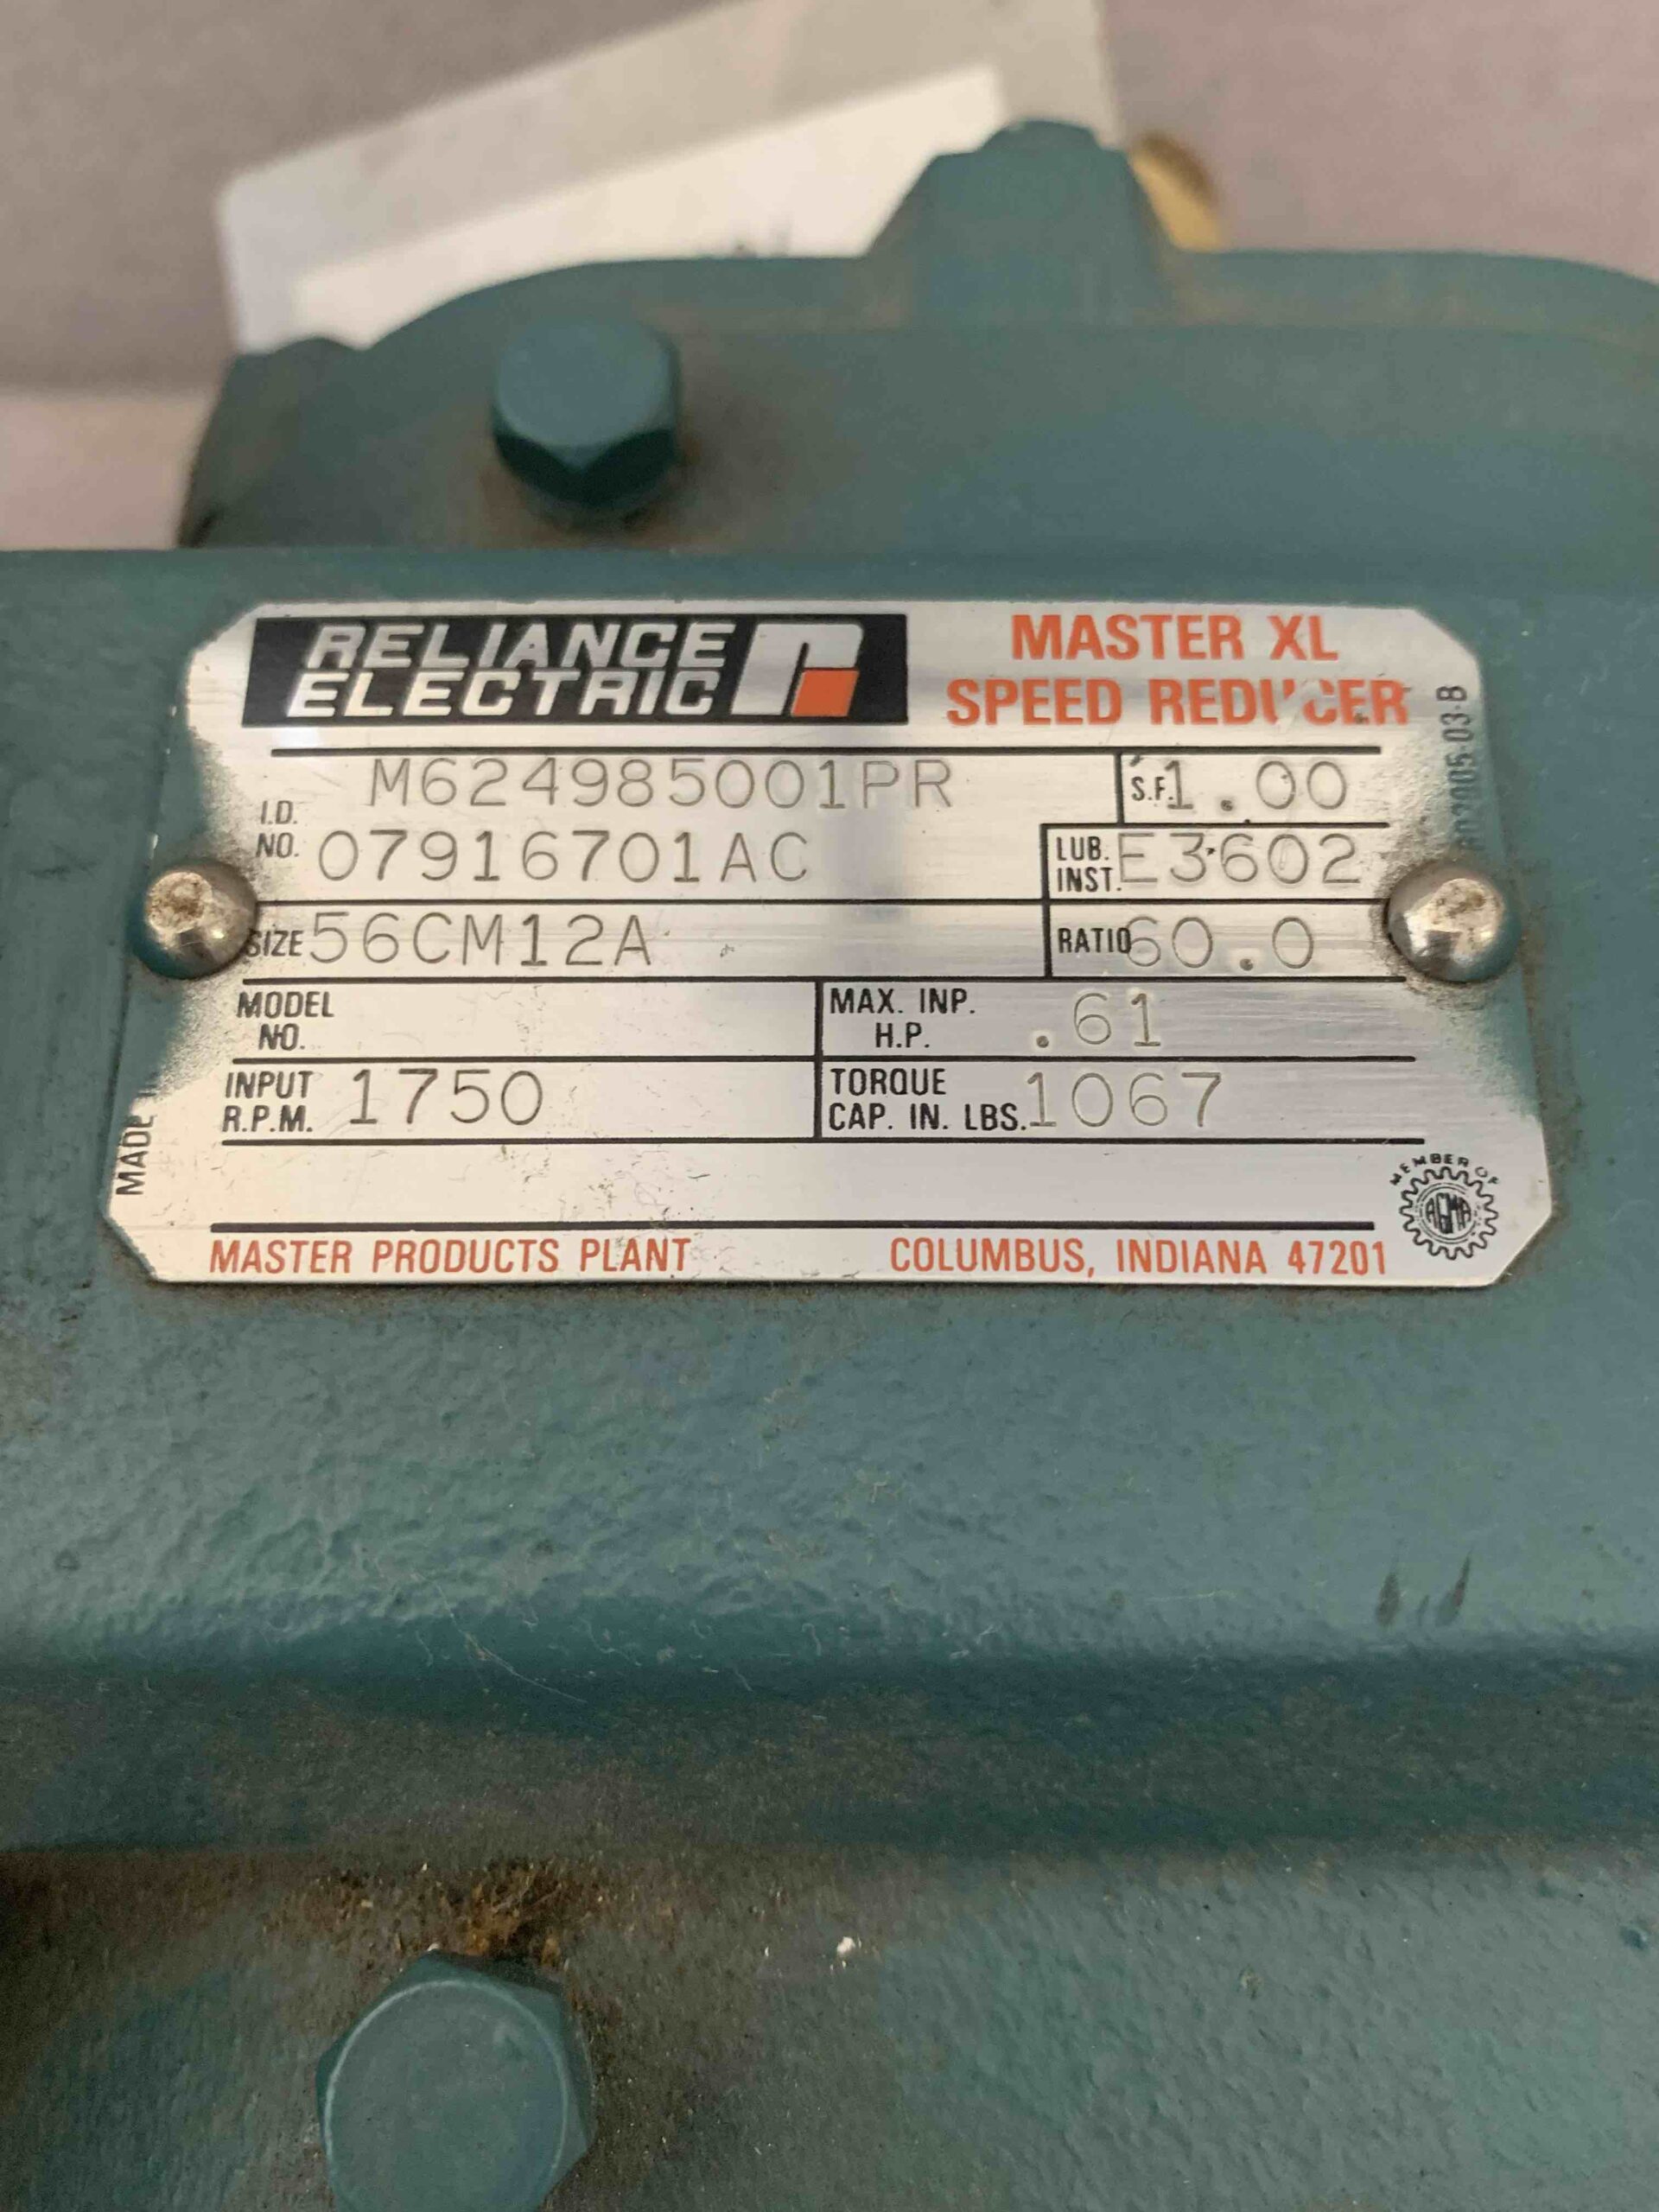 RELIANCE
ELECTRIC
MASTER XL
SPEED REDUCER
M624985001PR
I.D.
NO. 07916701AC
S.F. 1.00
LUB.
INST. E3602
SIZE 56CM12A
RATIO 60.0
MODEL
NO.
MAX. INP.
H.P. .61
INPUT
R.P.M. 1750
TORQUE
CAP. IN. LBS. 1067
MADE
MEMBER OF
AGMA
MASTER PRODUCTS PLANT
COLUMBUS, INDIANA 47201